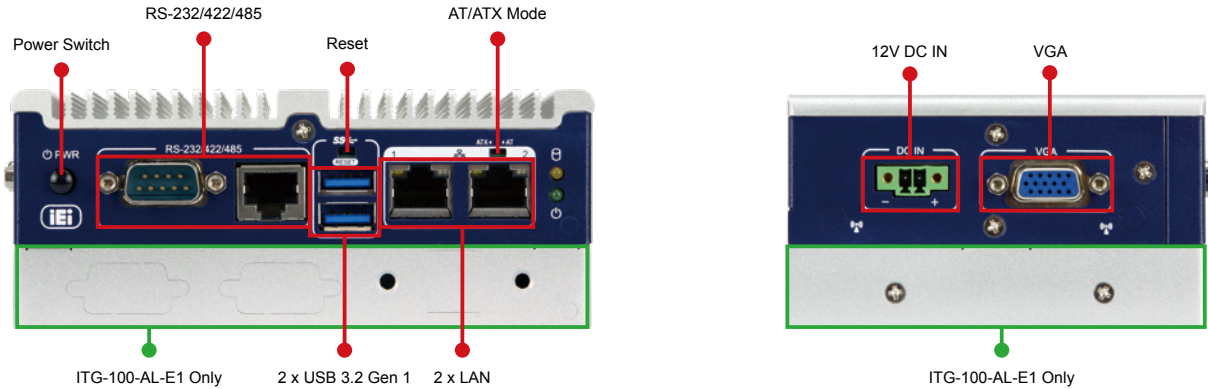 RS-232/422/485
AT/ATX Mode
Power Switch
Reset
12V DC IN
VGA
PWR
RS-232/422/485
SS
RESET
1
ATX
AT
2
iEi
DC IN
VGA
- +
ITG-100-AL-E1 Only
2 x USB 3.2 Gen 1
2 x LAN
ITG-100-AL-E1 Only